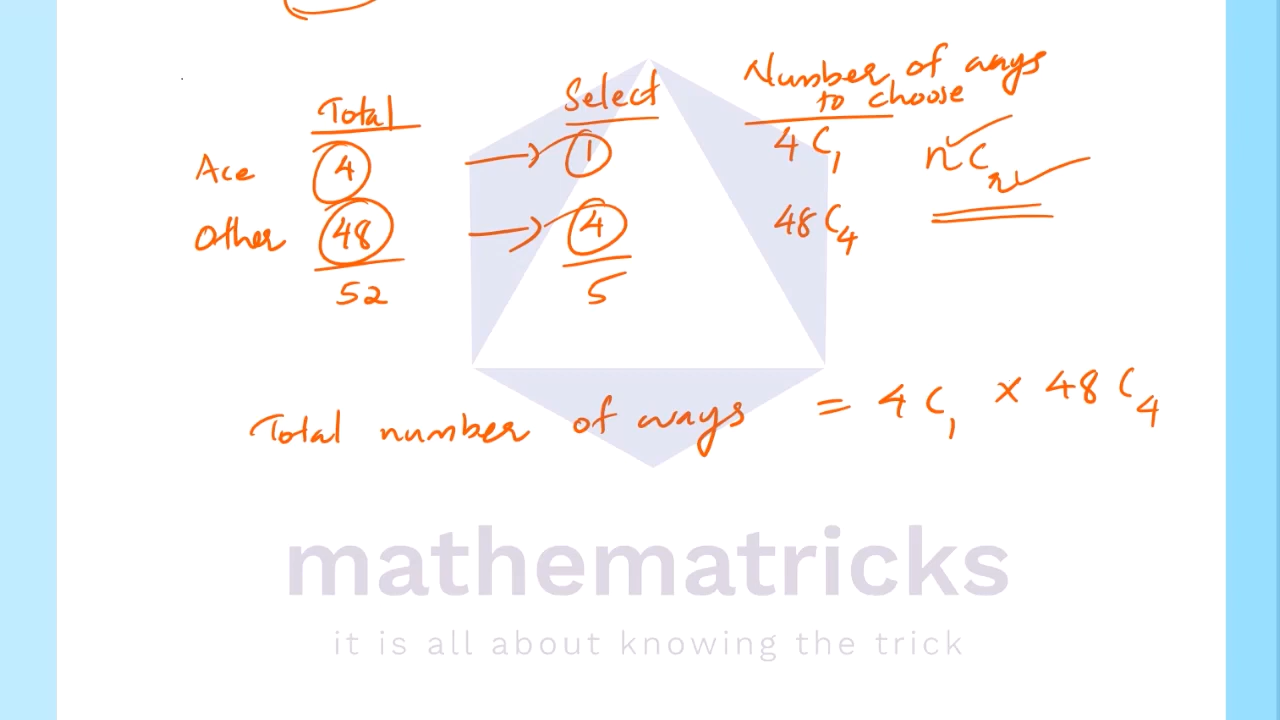 Total Select Number of ways
to choose
Ace 4 → 1 4C₁ nCᵣ
Other 48 → 4 48C₄
52 5
Total number of ways = 4C₁ × 48C₄
mathematricks
it is all about knowing the trick